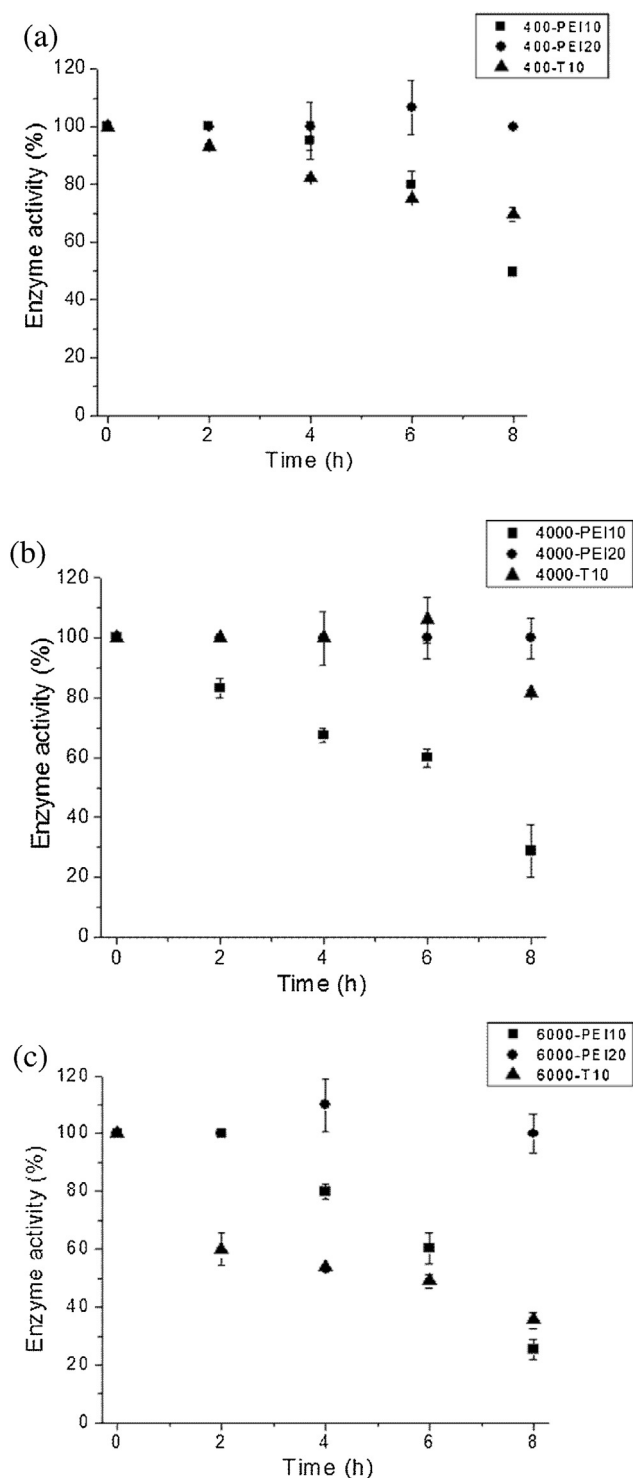 (a)
400-PEI10
400-PEI20
400-T10
120
100
80
60
40
20
0
Enzyme activity (%)
0 2 4 6 8
Time (h)
(b)
4000-PEI10
4000-PEI20
4000-T10
120
100
80
60
40
20
0
Enzyme activity (%)
0 2 4 6 8
Time (h)
(c)
6000-PEI10
6000-PEI20
6000-T10
120
100
80
60
40
20
0
Enzyme activity (%)
0 2 4 6 8
Time (h)